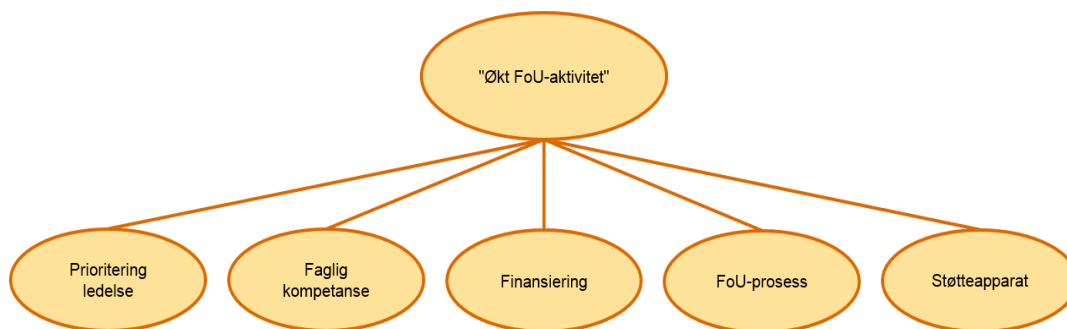 "Økt FoU-aktivitet"
Prioritering
ledelse
Faglig
kompetanse
Finansiering
FoU-prosess
Støtteapparat